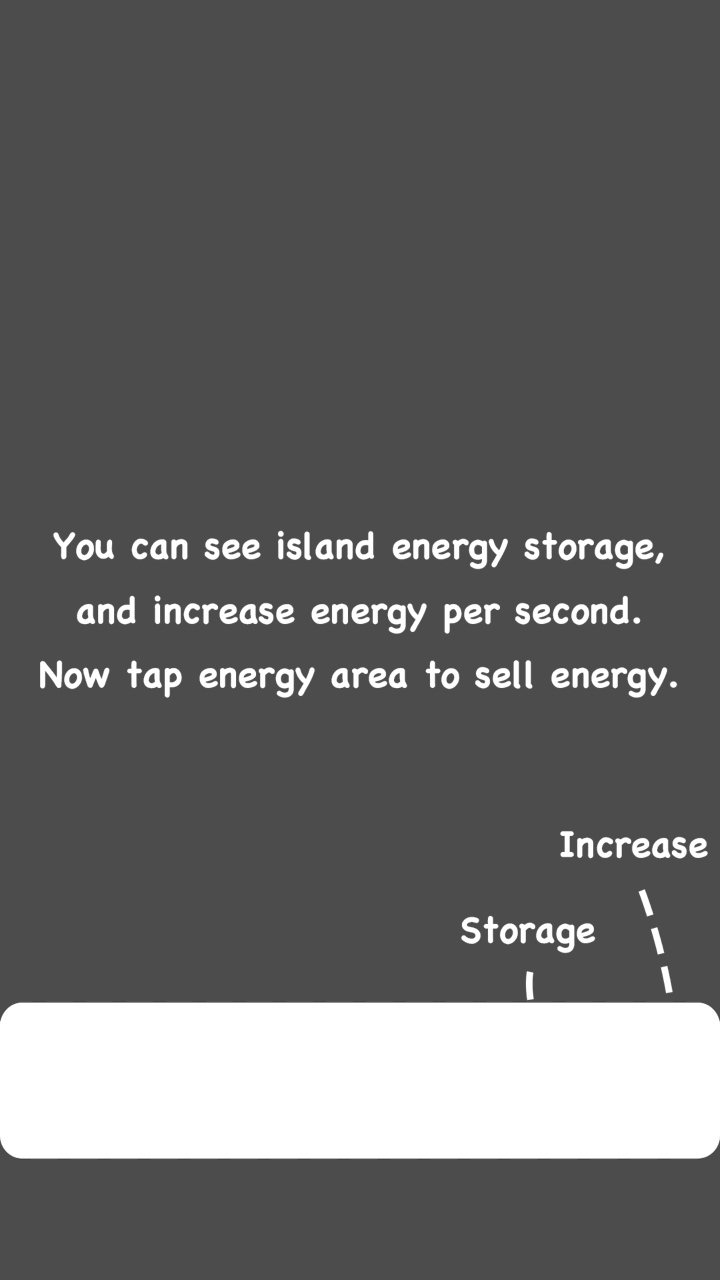 You can see island energy storage,
and increase energy per second.
Now tap energy area to sell energy.
Increase
Storage